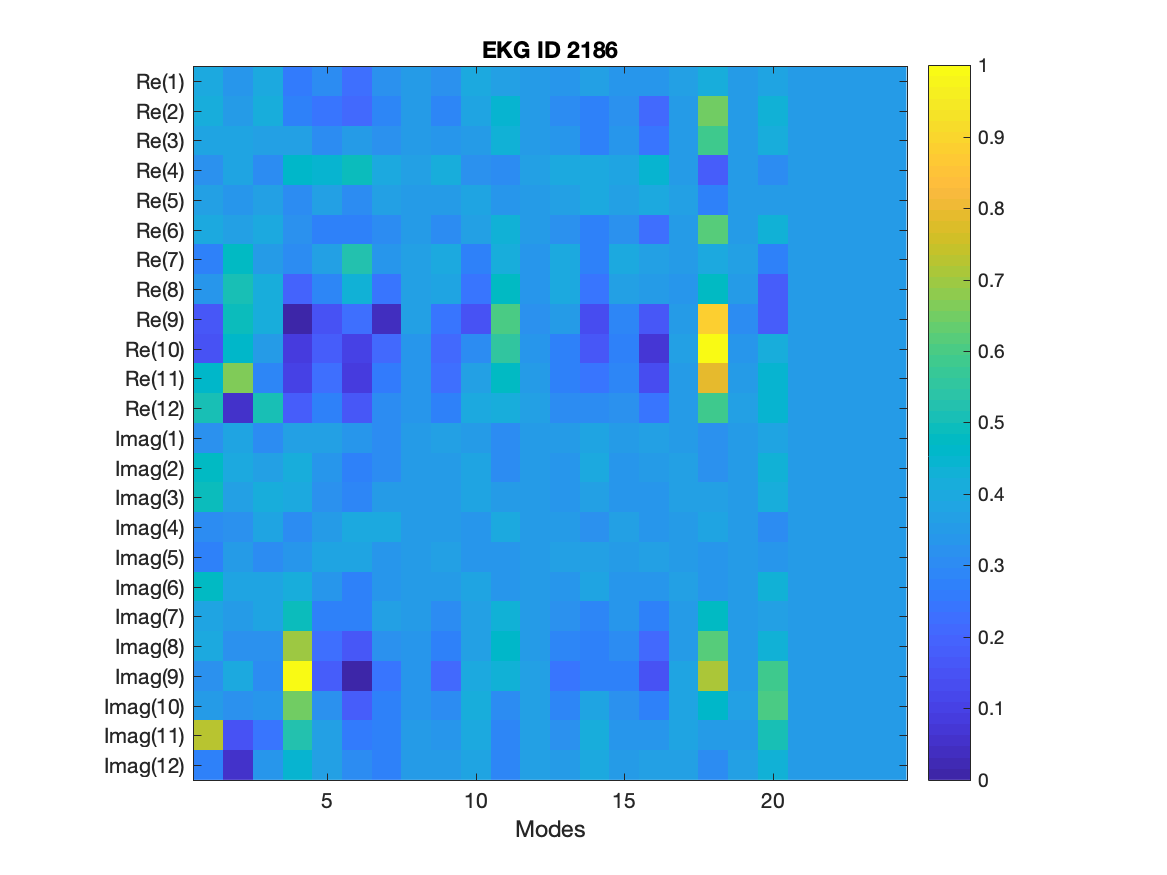 EKG ID 2186
Re(1)
Re(2)
Re(3)
Re(4)
Re(5)
Re(6)
Re(7)
Re(8)
Re(9)
Re(10)
Re(11)
Re(12)
Imag(1)
Imag(2)
Imag(3)
Imag(4)
Imag(5)
Imag(6)
Imag(7)
Imag(8)
Imag(9)
Imag(10)
Imag(11)
Imag(12)
5 10 15 20
Modes
1
0.9
0.8
0.7
0.6
0.5
0.4
0.3
0.2
0.1
0